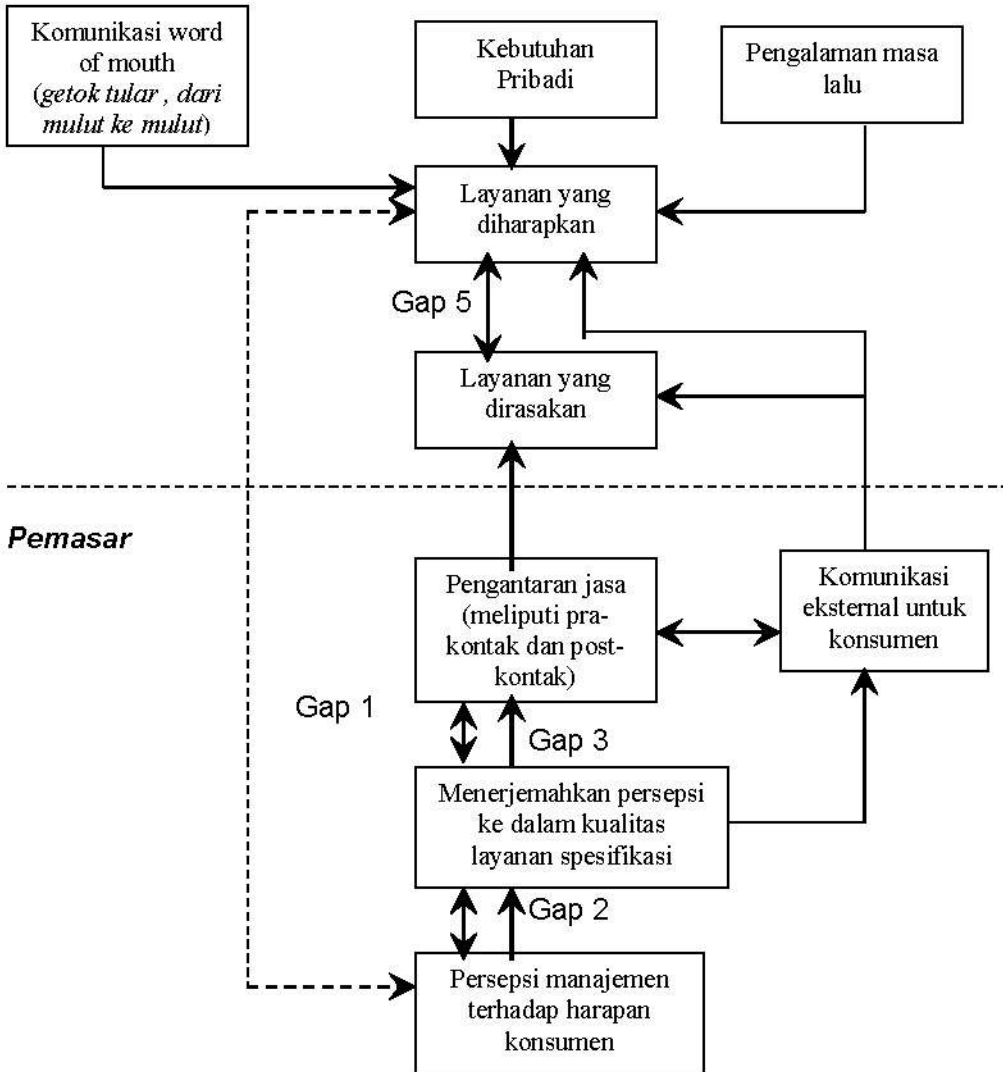 Komunikasi word
of mouth
(getok tular , dari
mulut ke mulut)
Kebutuhan
Pribadi
Pengalaman masa
lalu
Layanan yang
diharapkan
Gap 5
Layanan yang
dirasakan
Pemasar
Pengantaran jasa
(meliputi pra-
kontak dan post-
kontak)
Komunikasi
eksternal untuk
konsumen
Gap 1
Gap 3
Menerjemahkan persepsi
ke dalam kualitas
layanan spesifikasi
Gap 2
Persepsi manajemen
terhadap harapan
konsumen